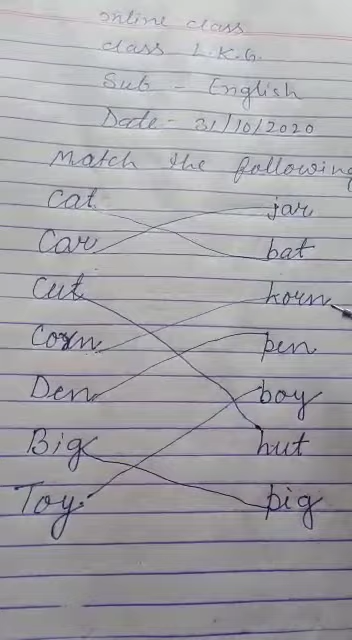 online class
class L.K.G.
Sub - English
Date - 31/10/2020
Match the following
Cat jar
Car bat
Cut horn
Corn pen
Den boy
Big hut
Toy pig